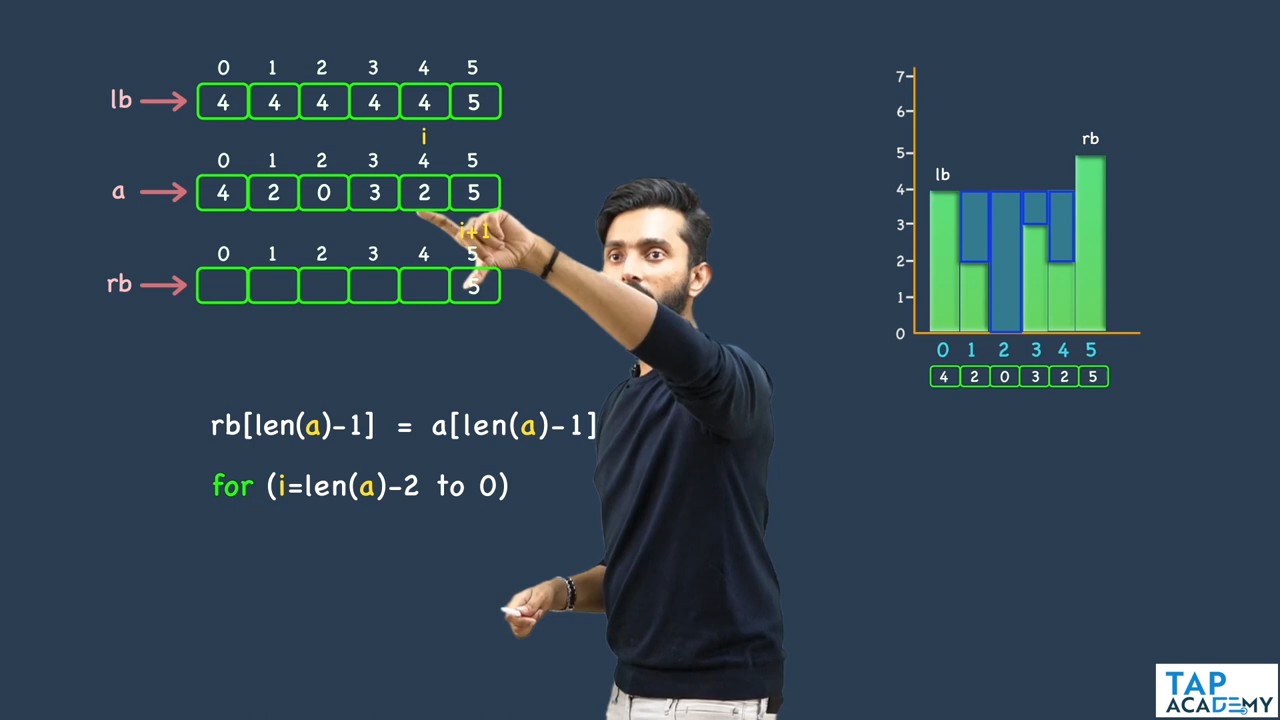 0 1 2 3 4 5
lb 4 4 4 4 4 5
i
0 1 2 3 4 5
a 4 2 0 3 2 5
i+1
0 1 2 3 4 5
rb 5
rb[len(a)-1] = a[len(a)-1]
for (i=len(a)-2 to 0)
7
6
5
4
3
2
1
0
lb
rb
0 1 2 3 4 5
4 2 0 3 2 5
TAP
ACADEMY